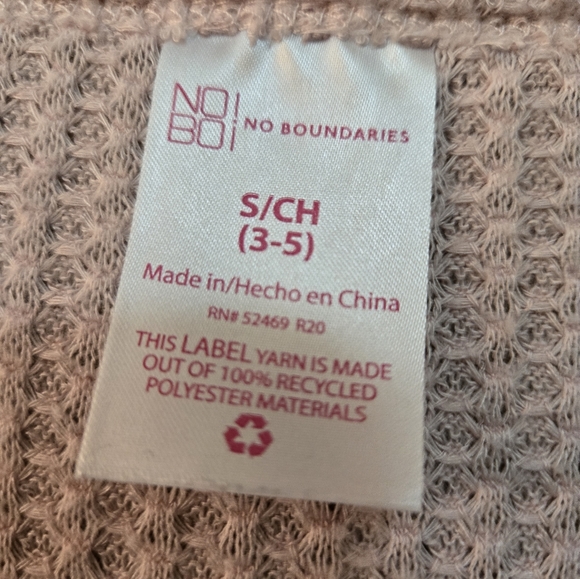 NO
BO NO BOUNDARIES
S/CH
(3-5)
Made in/Hecho en China
RN# 52469 R20
THIS LABEL YARN IS MADE
OUT OF 100% RECYCLED
POLYESTER MATERIALS